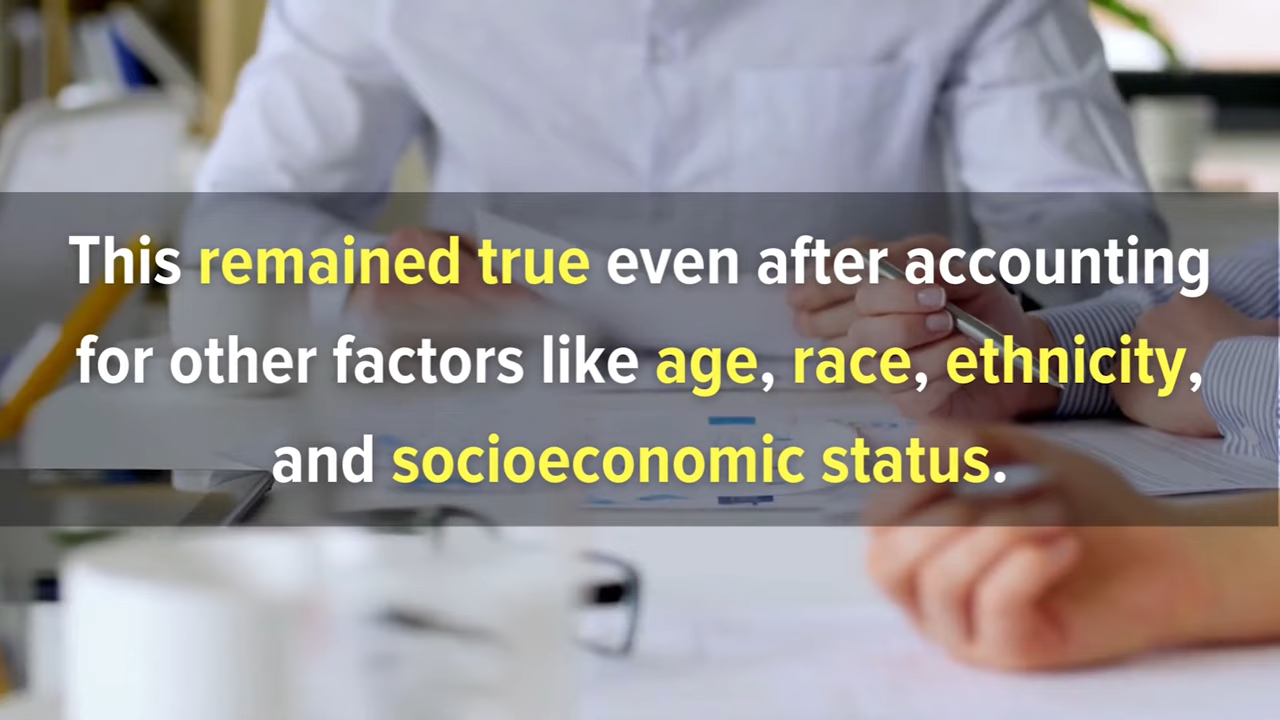 This remained true even after accounting
for other factors like age, race, ethnicity,
and socioeconomic status.